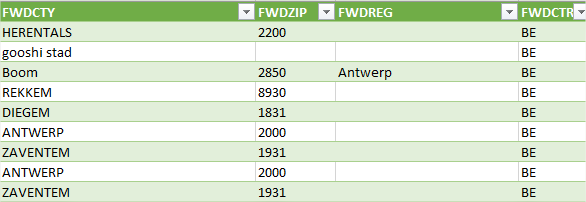 FWDCTY FWDZIP FWDREG FWDCTR
HERENTALS 2200 BE
gooshi stad BE
Boom 2850 Antwerp BE
REKKEM 8930 BE
DIEGEM 1831 BE
ANTWERP 2000 BE
ZAVENTEM 1931 BE
ANTWERP 2000 BE
ZAVENTEM 1931 BE